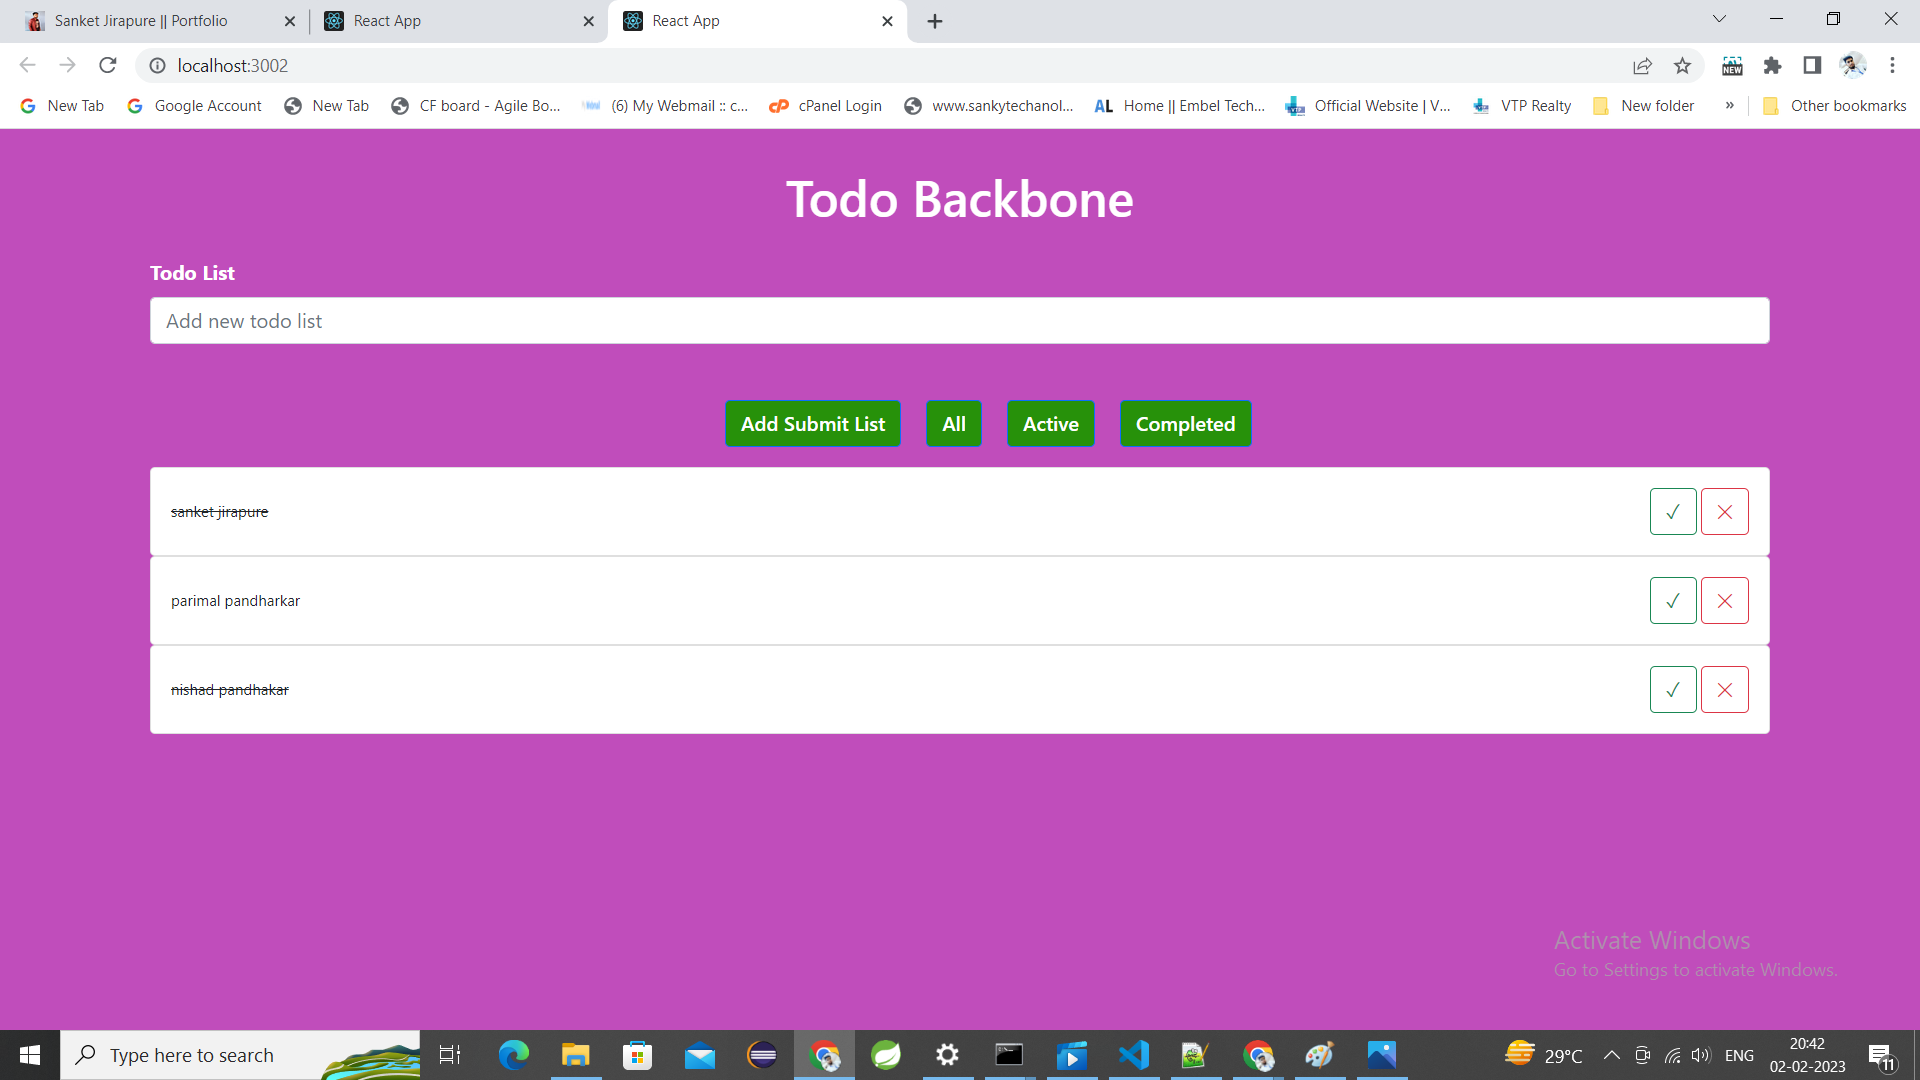 Sanket Jirapure || Portfolio
React App
React App
localhost:3002
New Tab
Google Account
New Tab
CF board - Agile Bo...
(6) My Webmail :: c...
cPanel Login
www.sankytechanol...
AL Home || Embel Tech...
Official Website | V...
VTP Realty
New folder
»
Other bookmarks
Todo Backbone
Todo List
Add new todo list
Add Submit List
All
Active
Completed
sanket jirapure
parimal pandharkar
nishad pandhakar
Activate Windows
Go to Settings to activate Windows.
Type here to search
29°C
ENG
20:42
02-02-2023
11